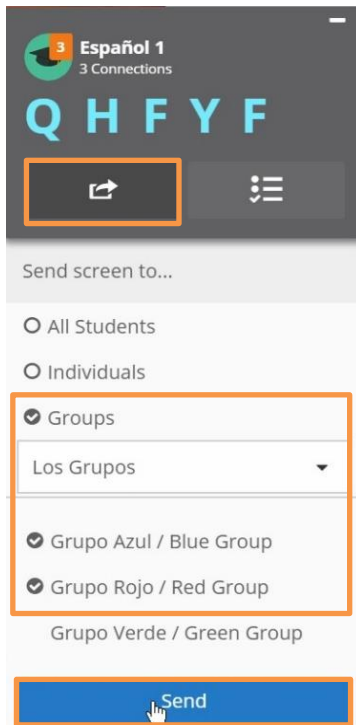 3
Español 1
3 Connections
Q H F Y F
Send screen to...
All Students
Individuals
Groups
Los Grupos
Grupo Azul / Blue Group
Grupo Rojo / Red Group
Grupo Verde / Green Group
Send